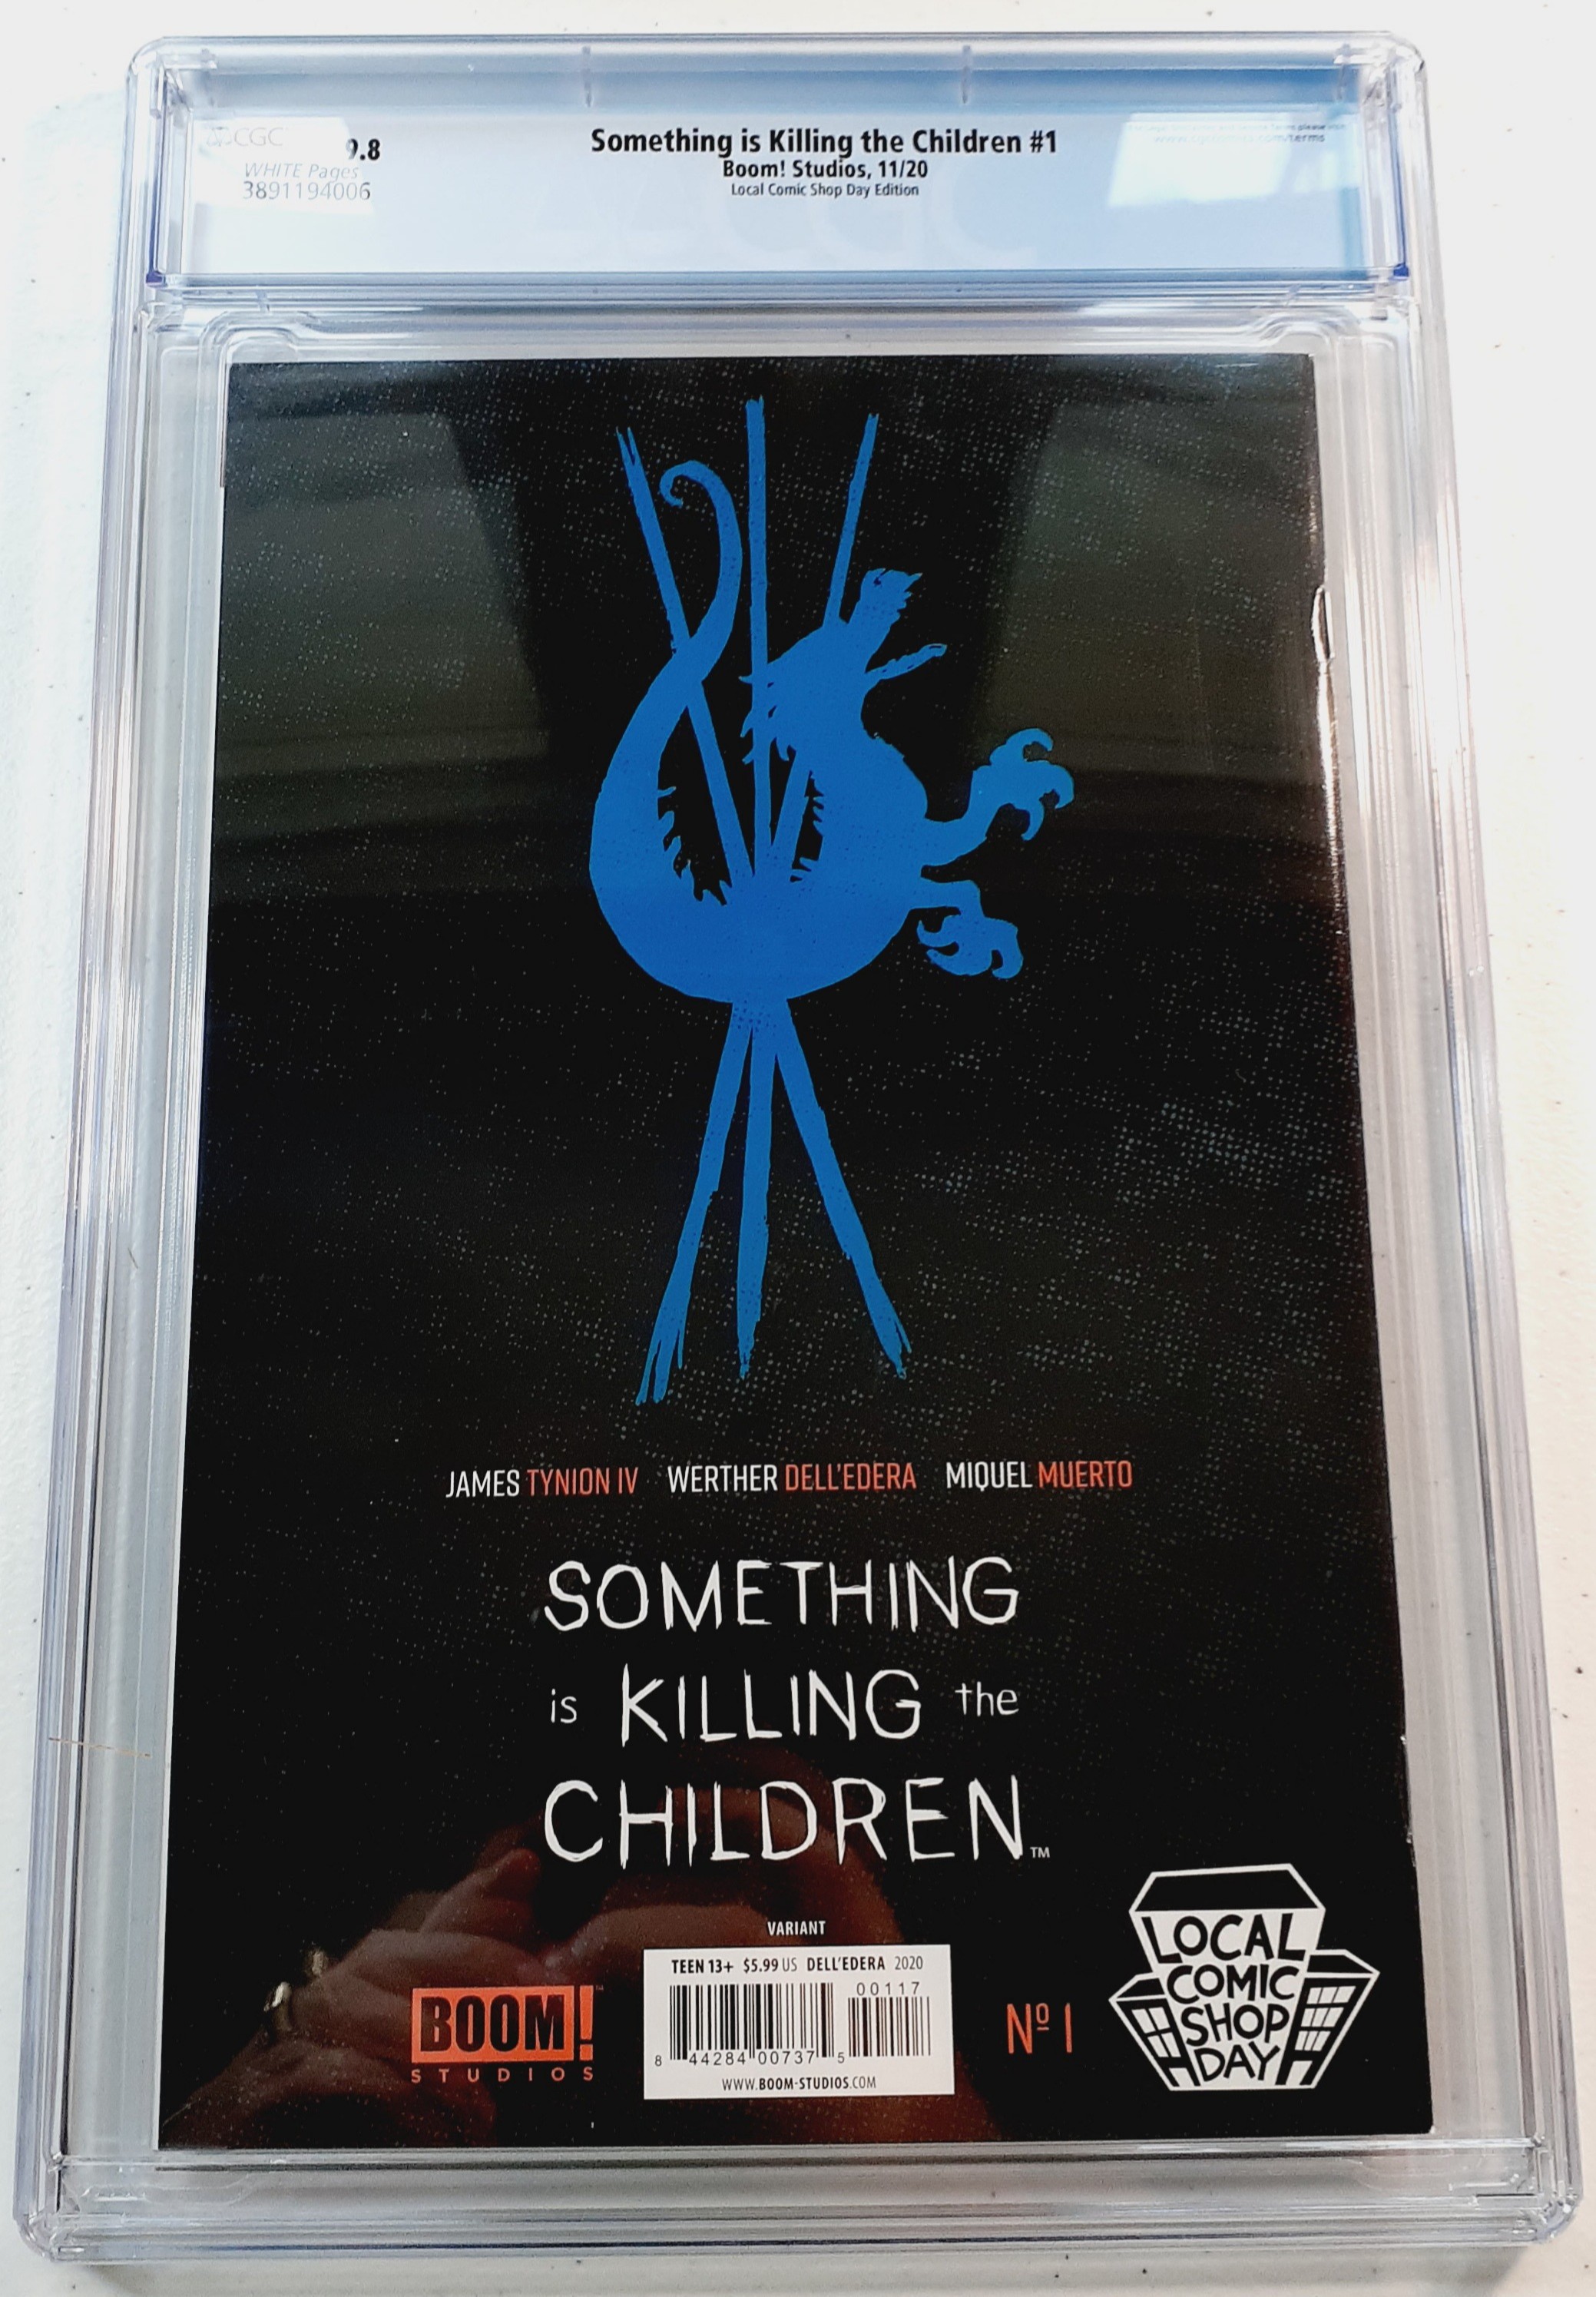 CGC
9.8
WHITE Pages
3891194006
Something is Killing the Children #1
Boom! Studios, 11/20
Local Comic Shop Day Edition
JAMES TYNION IV WERTHER DELL'EDERA MIQUEL MUERTO
SOMETHING
is KILLING the
CHILDREN™
VARIANT
TEEN 13+ $5.99 US DELL'EDERA 2020
00117
8 44284 00737 5
WWW.BOOM-STUDIOS.COM
BOOM!™
STUDIOS
Nº 1
LOCAL
COMIC
SHOP
DAY